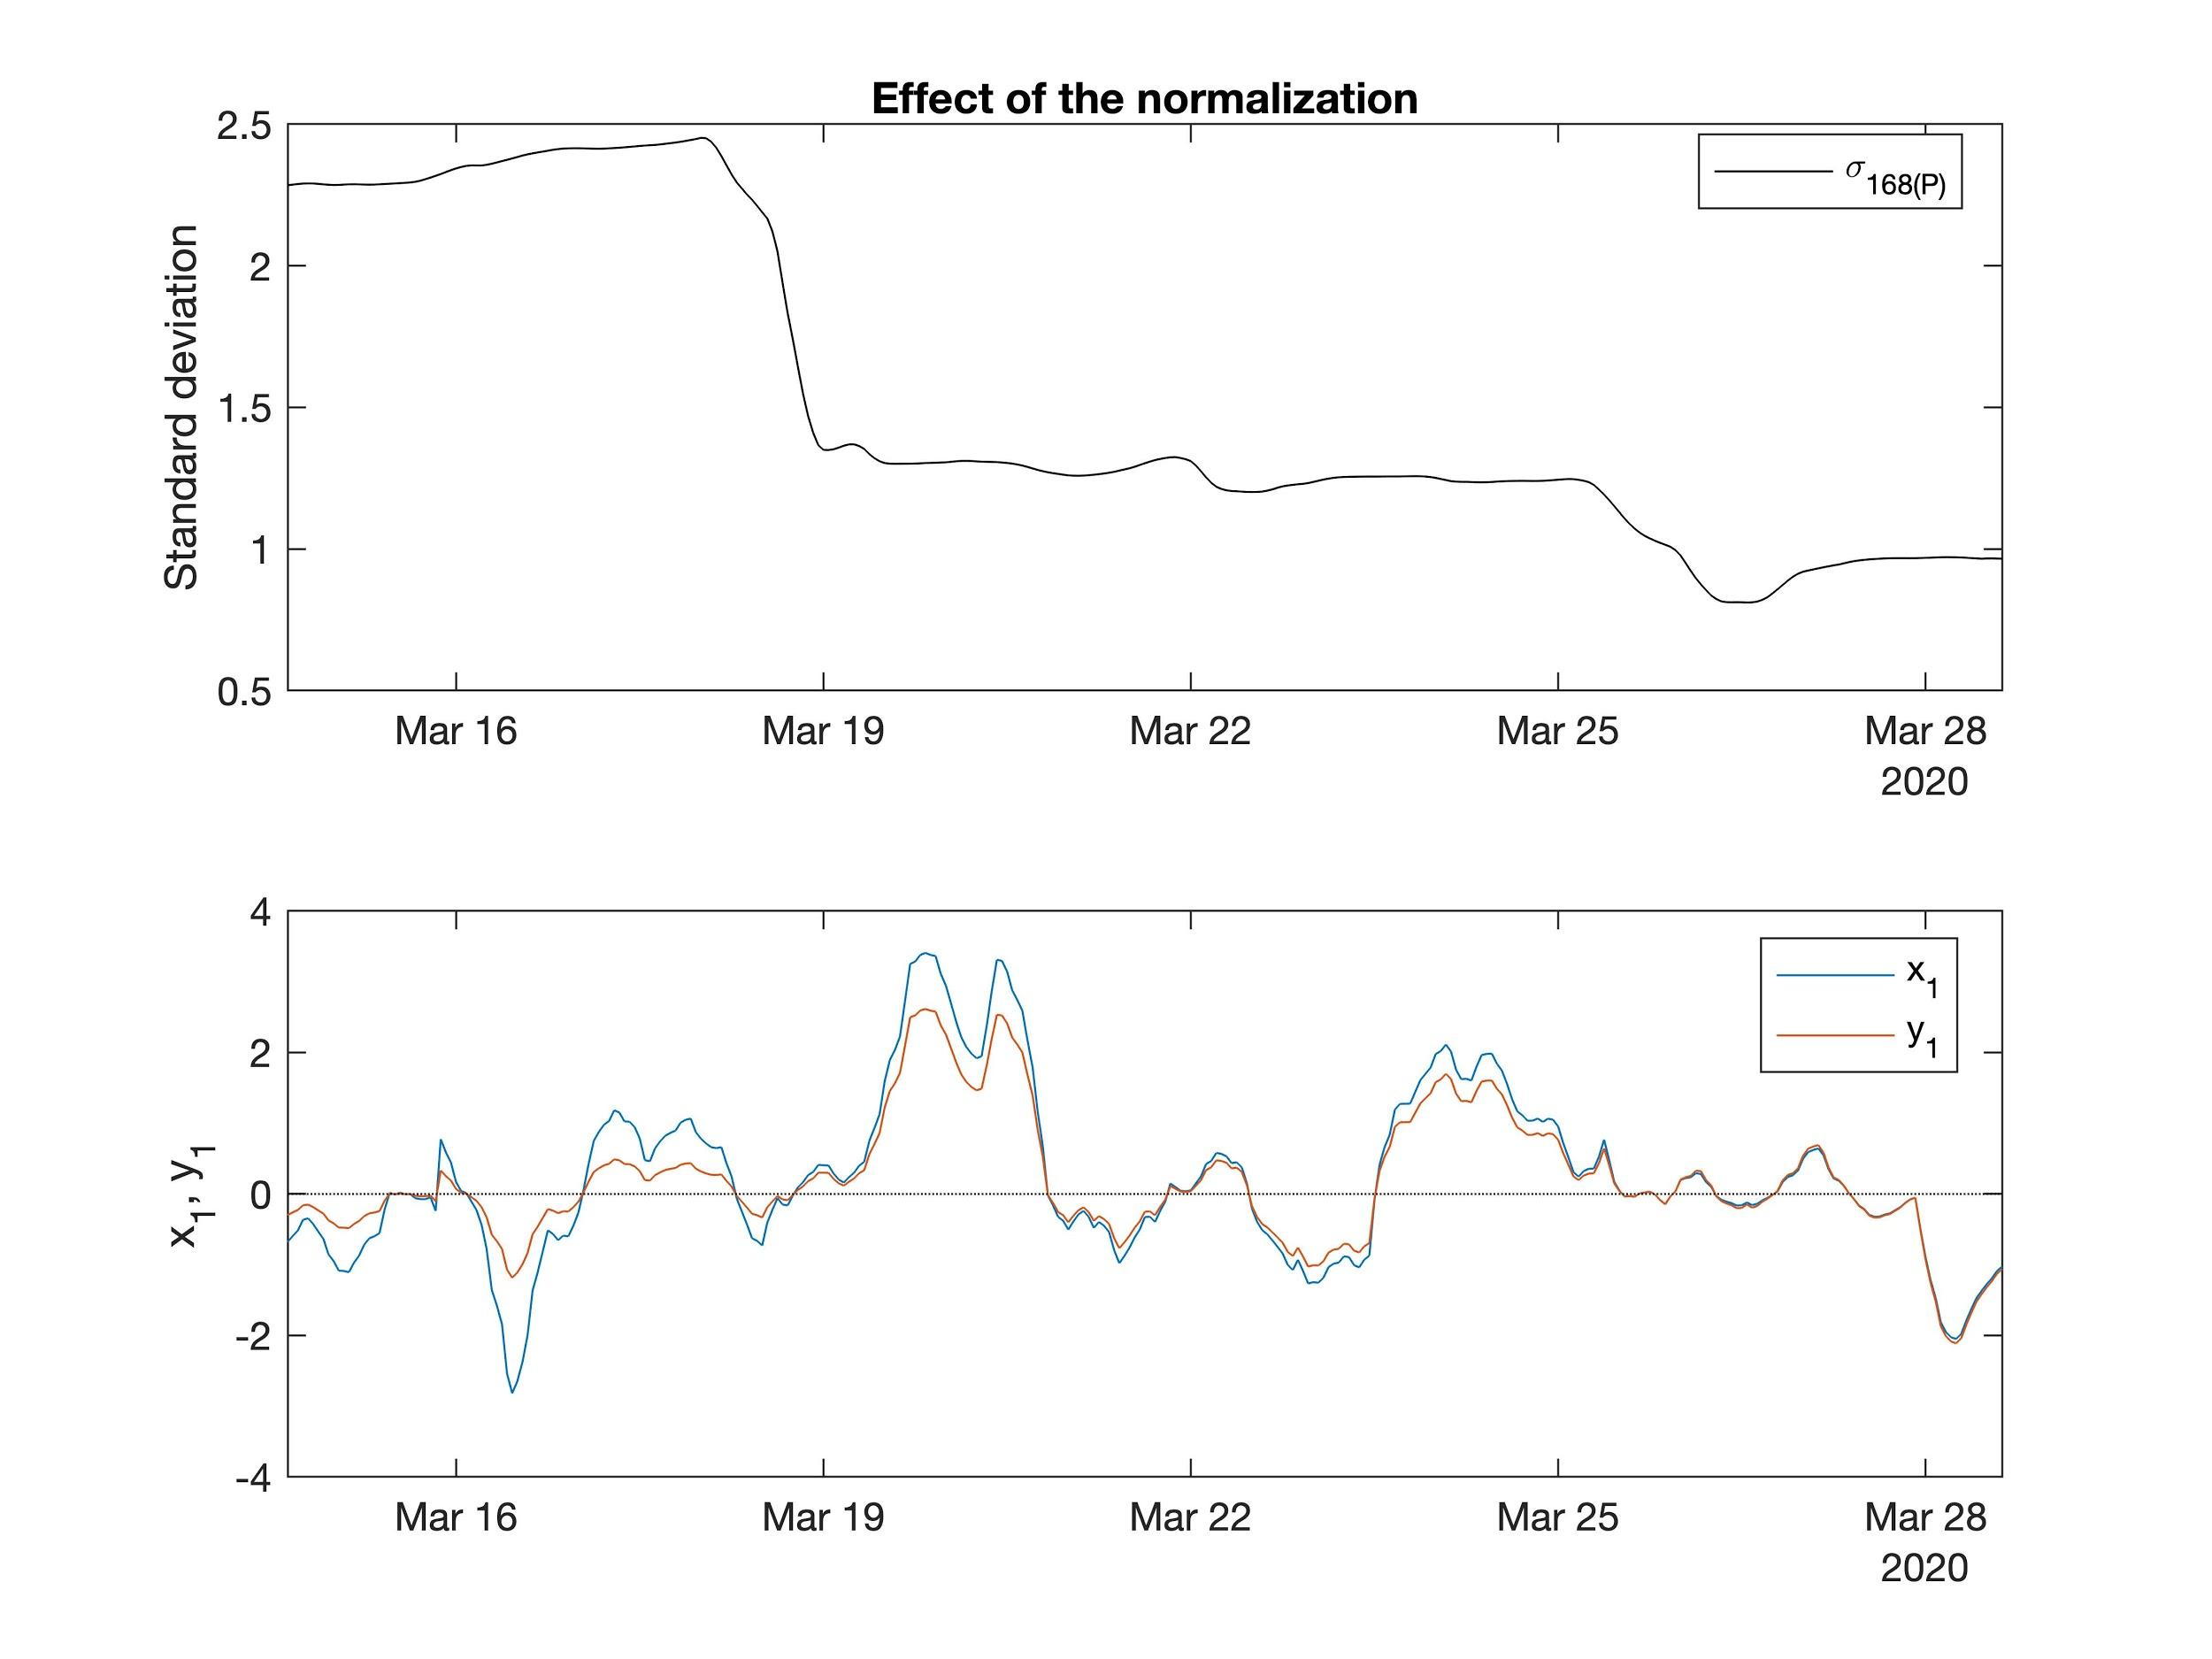 Effect of the normalization
Standard deviation
2.5
2
1.5
1
0.5
σ168(P)
Mar 16 Mar 19 Mar 22 Mar 25 Mar 28
2020
x1, y1
4
2
0
-2
-4
x1
y1
Mar 16 Mar 19 Mar 22 Mar 25 Mar 28
2020